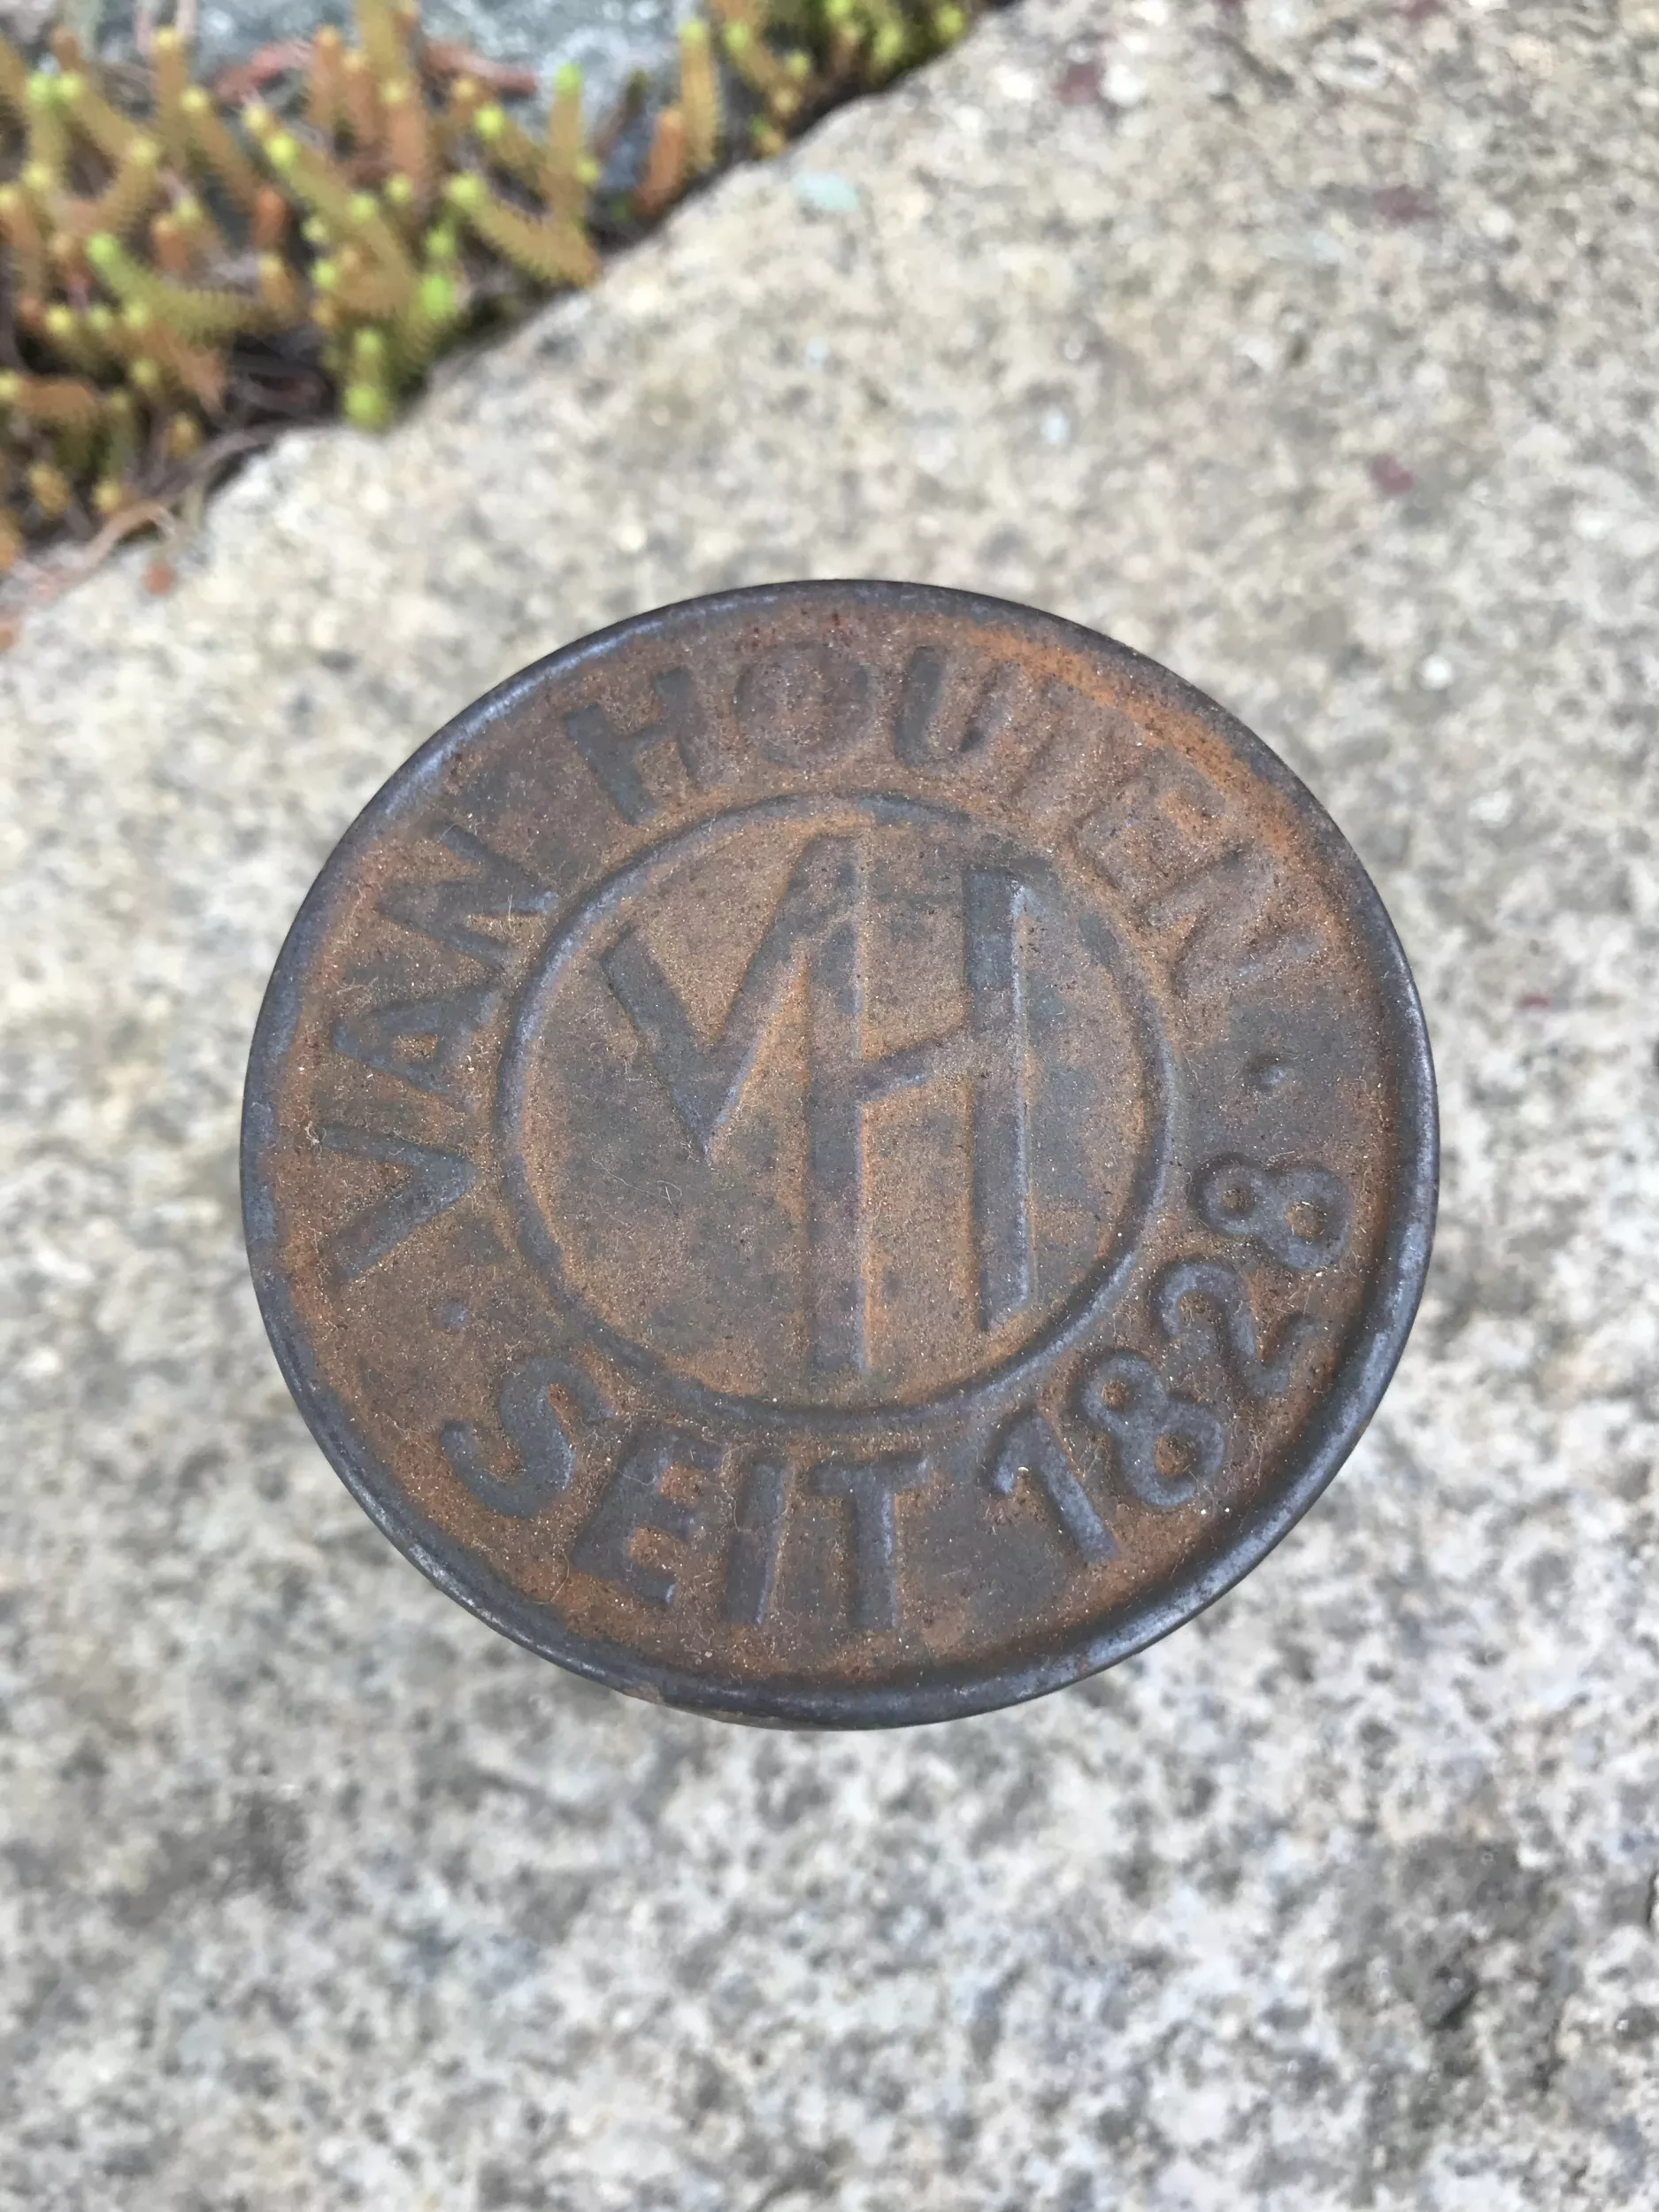 VAN HOUTEN
VH
· SEIT 1828 ·